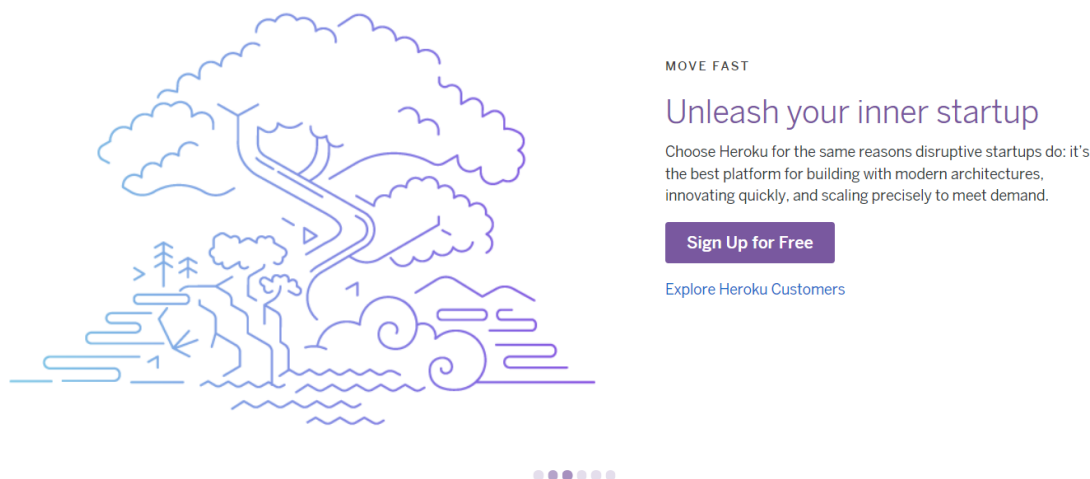 MOVE FAST
Unleash your inner startup
Choose Heroku for the same reasons disruptive startups do: it's
the best platform for building with modern architectures,
innovating quickly, and scaling precisely to meet demand.
Sign Up for Free
Explore Heroku Customers